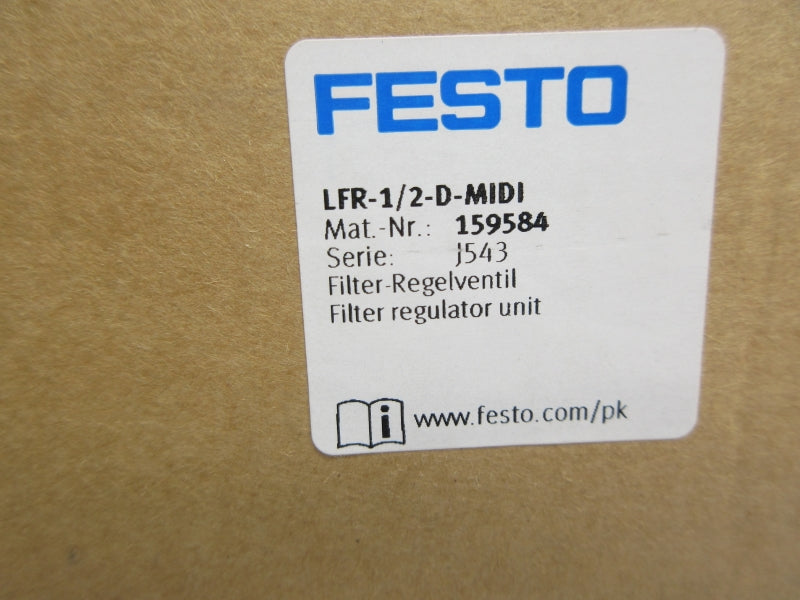 FESTO
LFR-1/2-D-MIDI
Mat.-Nr.: 159584
Serie: J543
Filter-Regelventil
Filter regulator unit
i www.festo.com/pk